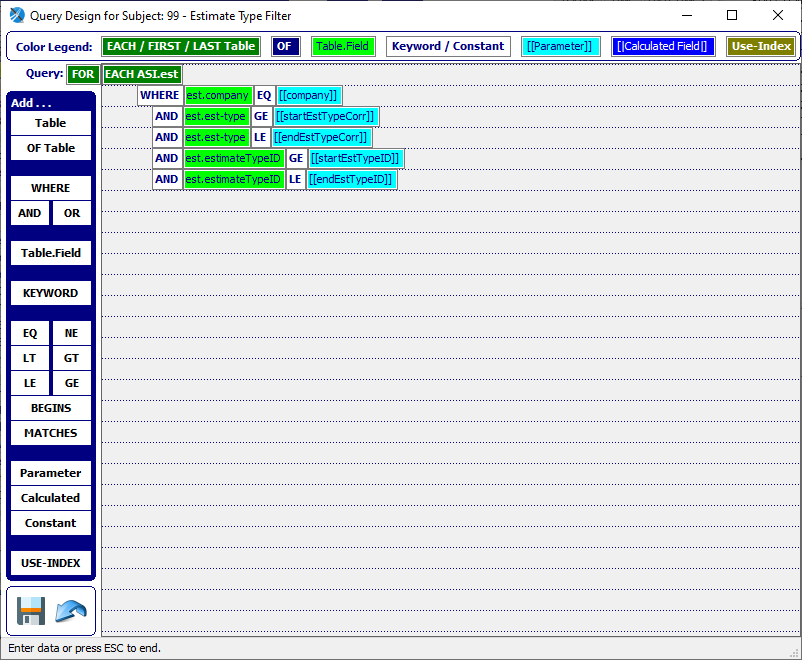 Query Design for Subject: 99 - Estimate Type Filter
Color Legend: EACH / FIRST / LAST Table OF Table.Field Keyword / Constant [[Parameter]] [[Calculated Field]] Use-Index
Query: FOR EACH ASI.est
WHERE est.company EQ [[company]]
AND est.est-type GE [[startEstTypeCorr]]
AND est.est-type LE [[endEstTypeCorr]]
AND est.estimateTypeID GE [[startEstTypeID]]
AND est.estimateTypeID LE [[endEstTypeID]]
Add . . .
Table
OF Table
WHERE
AND OR
Table.Field
KEYWORD
EQ NE
LT GT
LE GE
BEGINS
MATCHES
Parameter
Calculated
Constant
USE-INDEX
Enter data or press ESC to end.